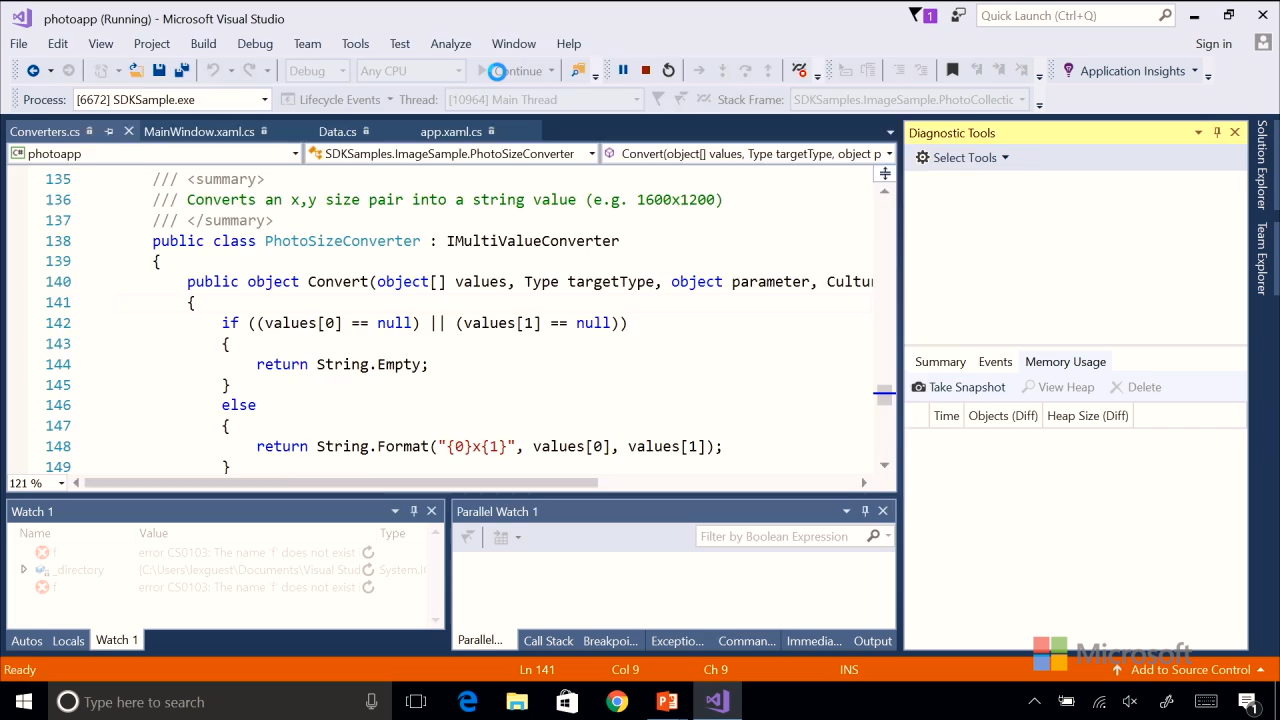 photoapp (Running) - Microsoft Visual Studio
1
Quick Launch (Ctrl+Q)
File Edit View Project Build Debug Team Tools Test Analyze Window Help
Sign in
Debug Any CPU Continue Application Insights
Process: [6672] SDKSample.exe Lifecycle Events Thread: [10964] Main Thread Stack Frame: SDKSamples.ImageSample.PhotoCollectic
Converters.cs MainWindow.xaml.cs Data.cs app.xaml.cs
photoapp SDKSamples.ImageSample.PhotoSizeConverter Convert(object[] values, Type targetType, object p
135 /// <summary>
136 /// Converts an x,y size pair into a string value (e.g. 1600x1200)
137 /// </summary>
138 public class PhotoSizeConverter : IMultiValueConverter
139 {
140 public object Convert(object[] values, Type targetType, object parameter, Cultur
141 {
142 if ((values[0] == null) || (values[1] == null))
143 {
144 return String.Empty;
145 }
146 else
147 {
148 return String.Format("{0}x{1}", values[0], values[1]);
149 }
121 %
Diagnostic Tools
Select Tools
Summary Events Memory Usage
Take Snapshot View Heap Delete
Time Objects (Diff) Heap Size (Diff)
Solution Explorer
Team Explorer
Watch 1
Name Value Type
f error CS0103: The name 'f' does not exist
_directory {C:\Users\lexguest\Documents\Visual Stud System.I
f error CS0103: The name 'f' does not exist
Autos Locals Watch 1
Parallel Watch 1
Filter by Boolean Expression
Parallel... Call Stack Breakpoi... Exceptio... Comman... Immedia... Output
Microsoft
Ready Ln 141 Col 9 Ch 9 INS Add to Source Control
Type here to search
1